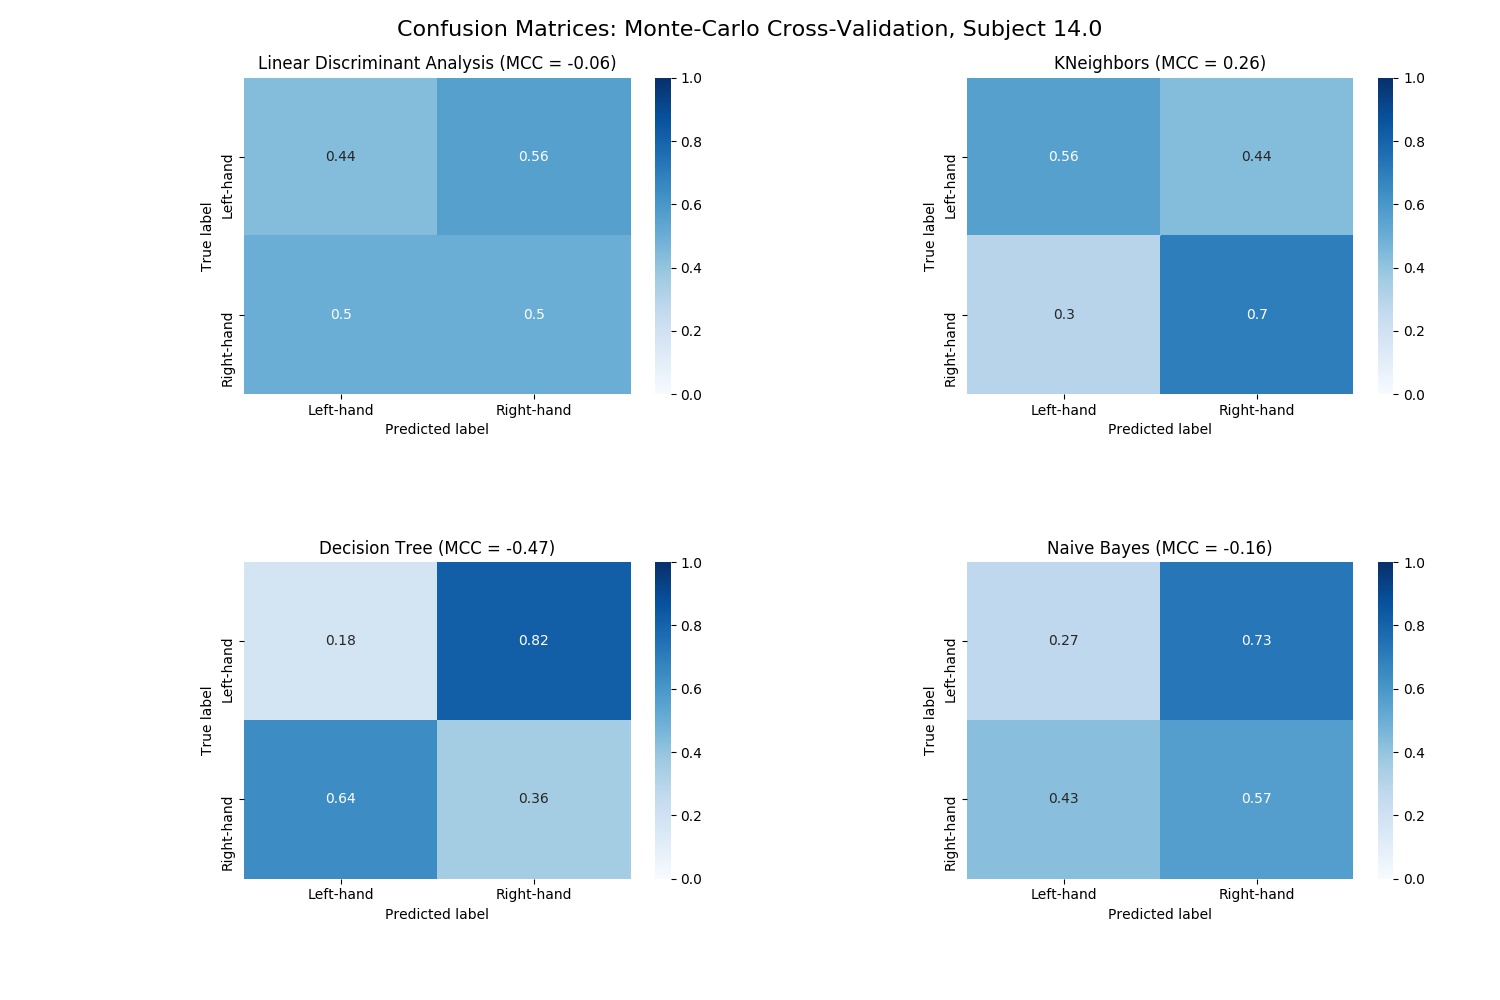 Confusion Matrices: Monte-Carlo Cross-Validation, Subject 14.0
Linear Discriminant Analysis (MCC = -0.06)
True label
Left-hand
Right-hand
0.44
0.56
0.5
0.5
Left-hand
Right-hand
Predicted label
1.0
0.8
0.6
0.4
0.2
0.0
KNeighbors (MCC = 0.26)
True label
Left-hand
Right-hand
0.56
0.44
0.3
0.7
Left-hand
Right-hand
Predicted label
1.0
0.8
0.6
0.4
0.2
0.0
Decision Tree (MCC = -0.47)
True label
Left-hand
Right-hand
0.18
0.82
0.64
0.36
Left-hand
Right-hand
Predicted label
1.0
0.8
0.6
0.4
0.2
0.0
Naive Bayes (MCC = -0.16)
True label
Left-hand
Right-hand
0.27
0.73
0.43
0.57
Left-hand
Right-hand
Predicted label
1.0
0.8
0.6
0.4
0.2
0.0